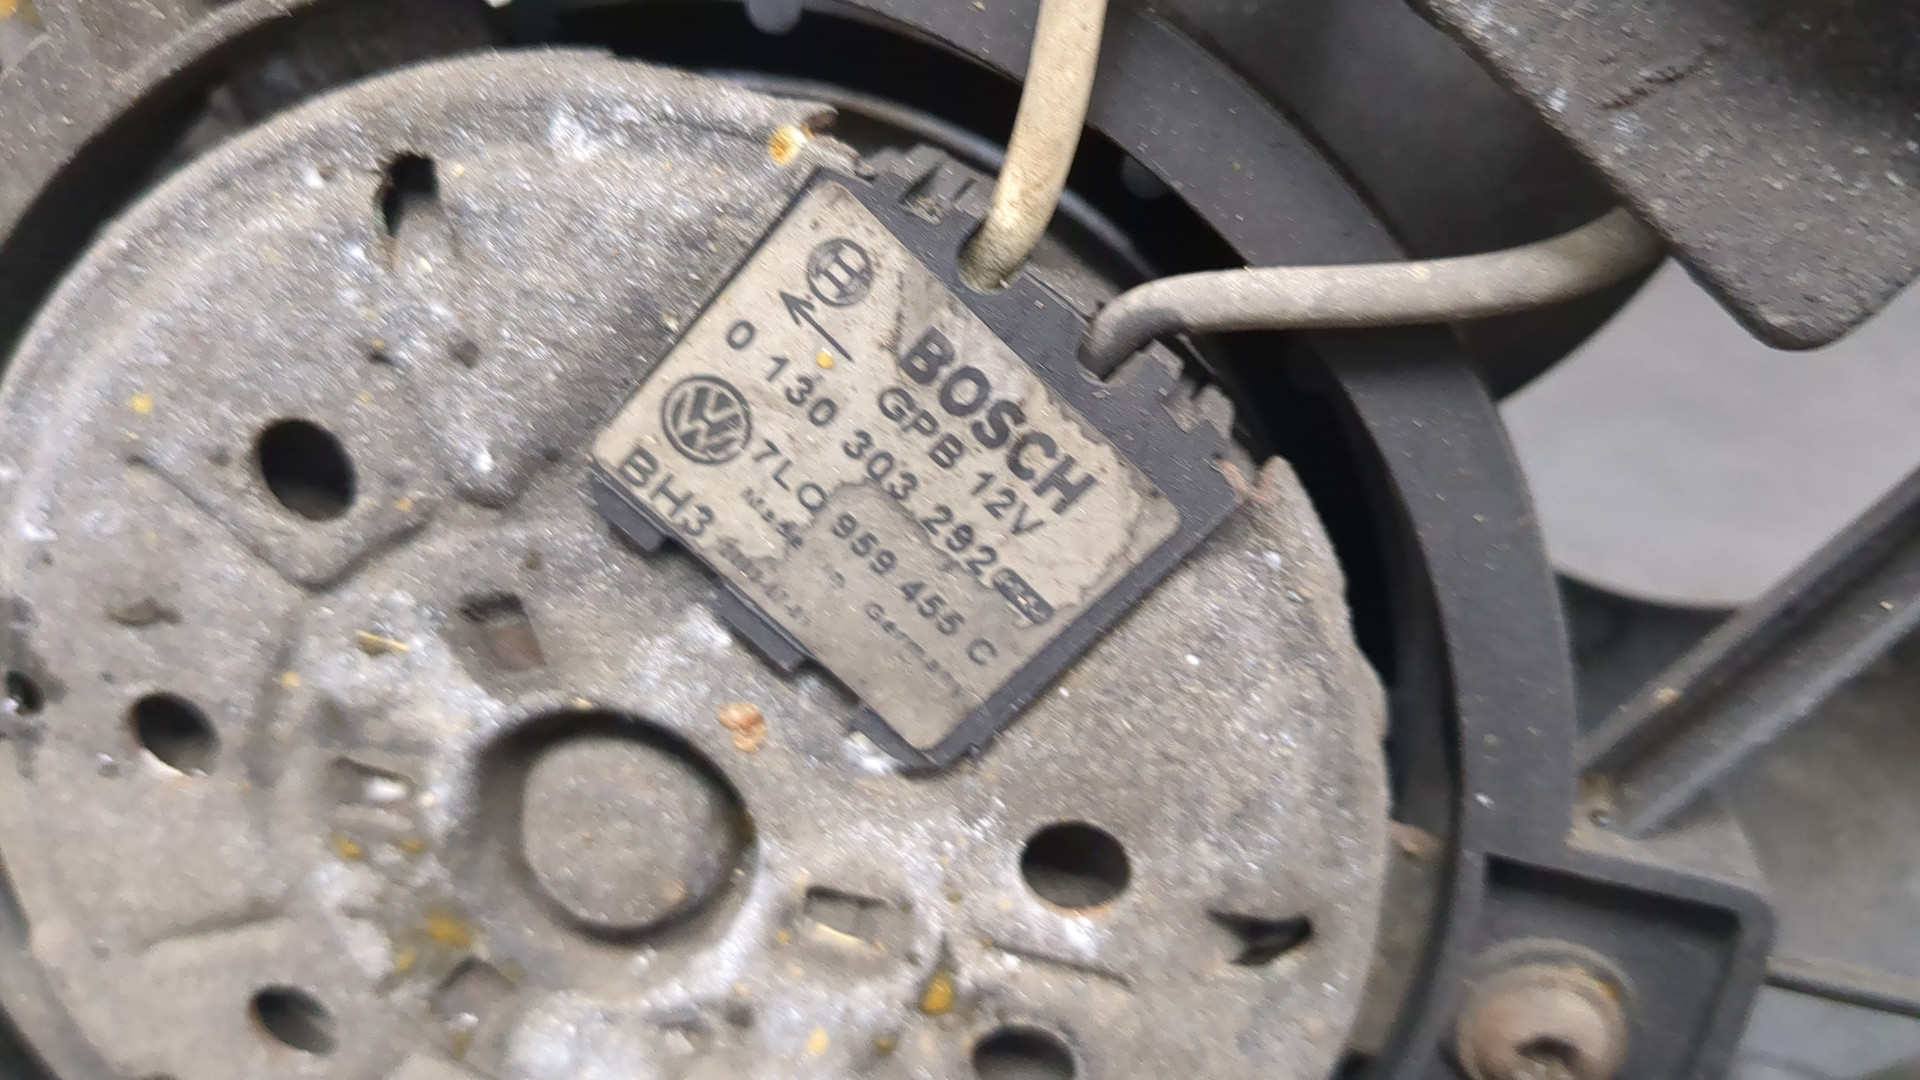 BOSCH
GPB 12V
0 130 303 292
7L0 959 455 C
Made in Germany
BH3